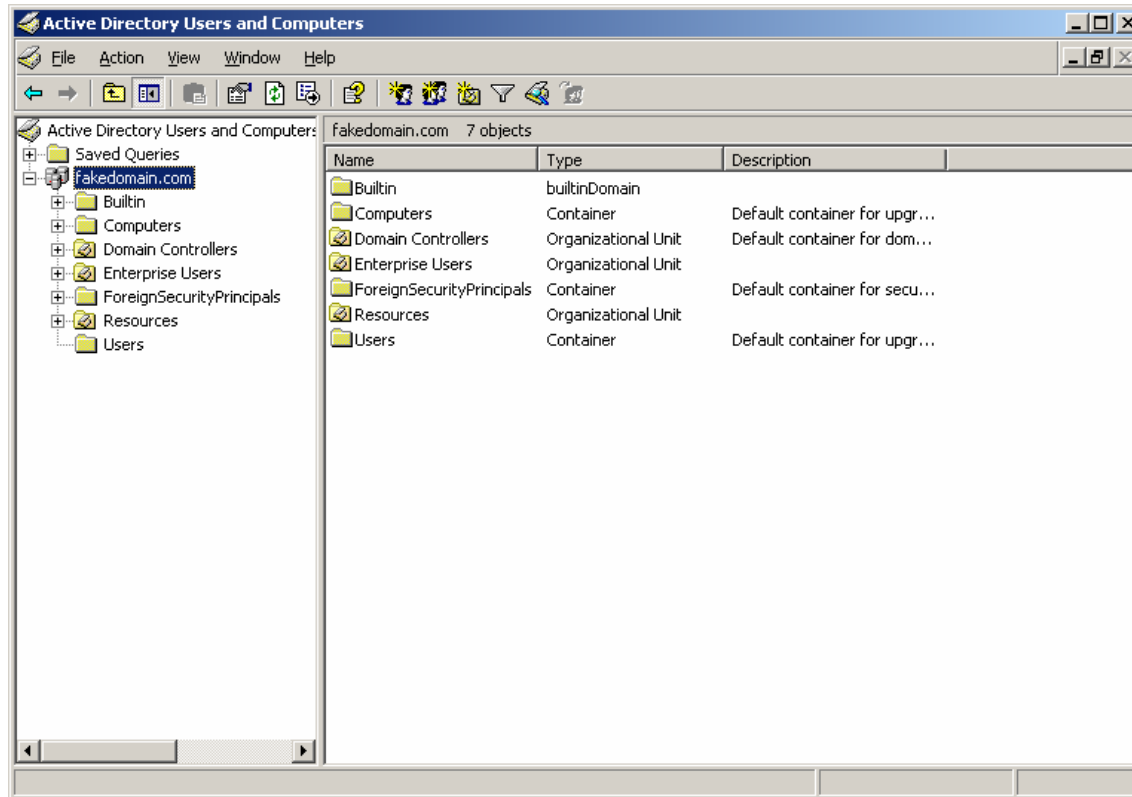 Active Directory Users and Computers
File Action View Window Help
Active Directory Users and Computers
Saved Queries
fakedomain.com
Builtin
Computers
Domain Controllers
Enterprise Users
ForeignSecurityPrincipals
Resources
Users
fakedomain.com 7 objects
Name Type Description
Builtin builtinDomain
Computers Container Default container for upgr...
Domain Controllers Organizational Unit Default container for dom...
Enterprise Users Organizational Unit
ForeignSecurityPrincipals Container Default container for secu...
Resources Organizational Unit
Users Container Default container for upgr...